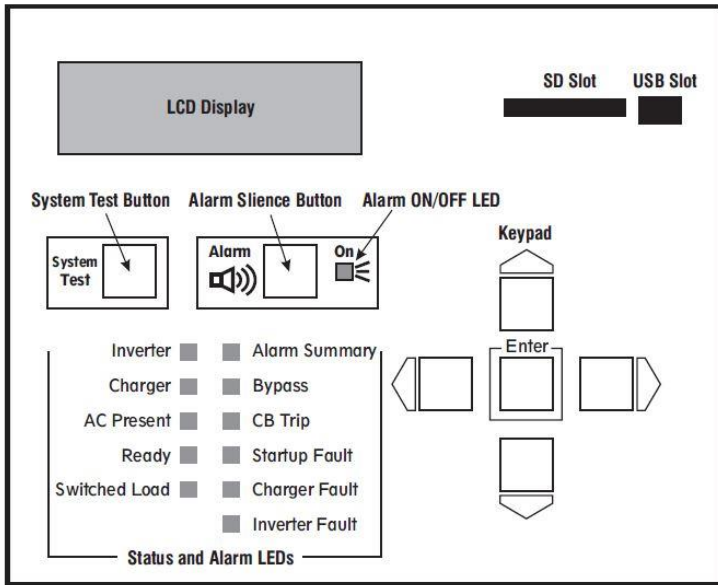 LCD Display
SD Slot
USB Slot
System Test Button
Alarm Slience Button
Alarm ON/OFF LED
System
Test
Alarm
On
Keypad
Enter
Inverter
Charger
AC Present
Ready
Switched Load
Alarm Summary
Bypass
CB Trip
Startup Fault
Charger Fault
Inverter Fault
Status and Alarm LEDs